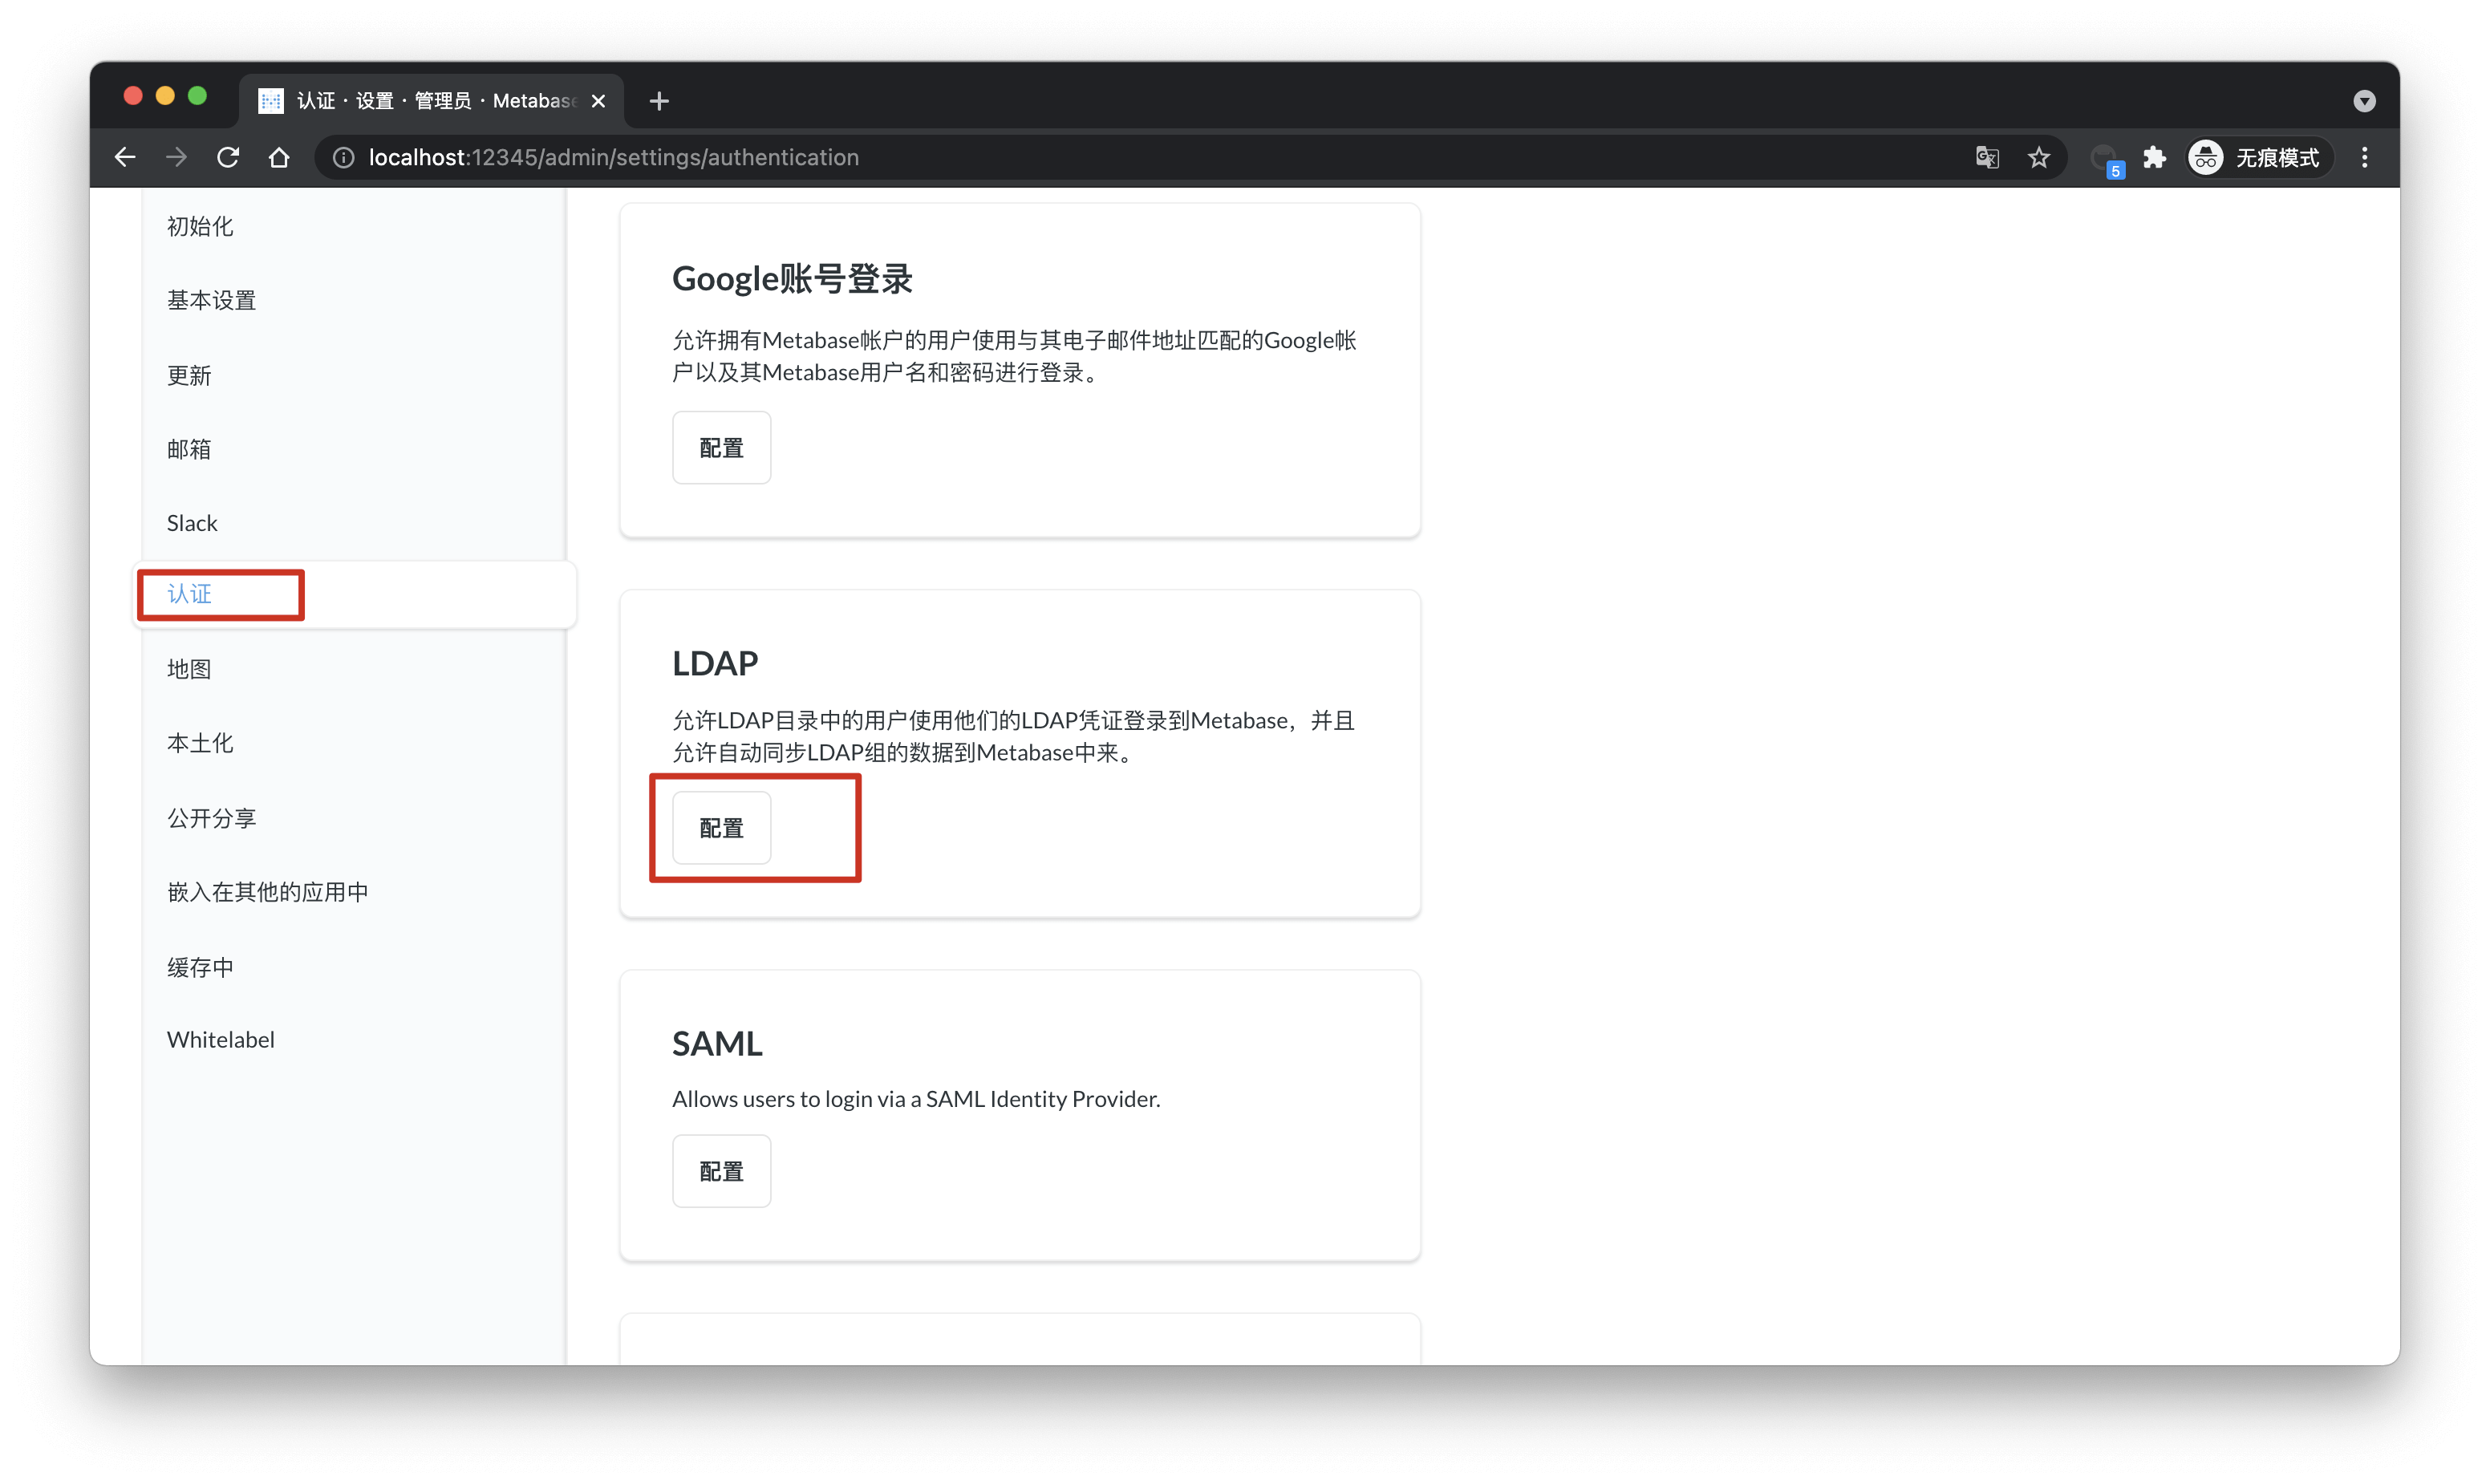 认证 · 设置 · 管理员 · Metabase
localhost:12345/admin/settings/authentication
5
无痕模式
初始化
基本设置
更新
邮箱
Slack
认证
地图
本土化
公开分享
嵌入在其他的应用中
缓存中
Whitelabel
Google账号登录
允许拥有Metabase帐户的用户使用与其电子邮件地址匹配的Google帐
户以及其Metabase用户名和密码进行登录。
配置
LDAP
允许LDAP目录中的用户使用他们的LDAP凭证登录到Metabase，并且
允许自动同步LDAP组的数据到Metabase中来。
配置
SAML
Allows users to login via a SAML Identity Provider.
配置